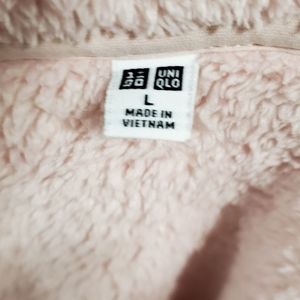 ユニ UNI
クロ QLO
L
MADE IN
VIETNAM